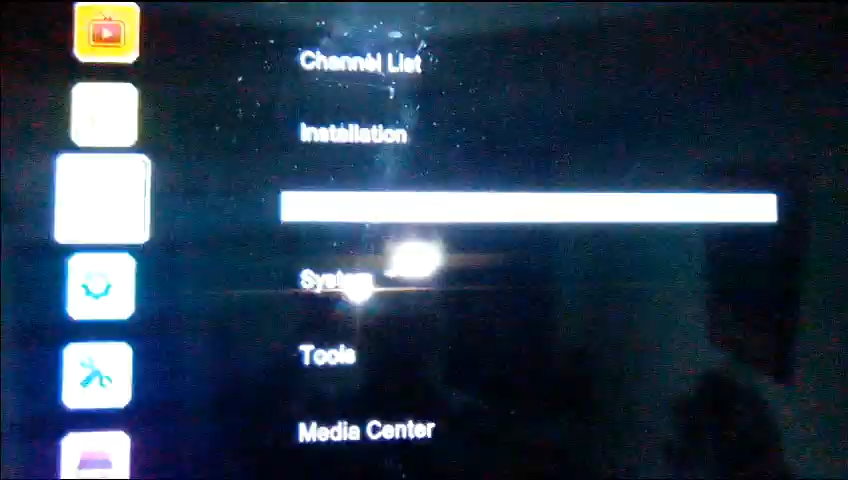 Channel List
Installation
System
Tools
Media Center